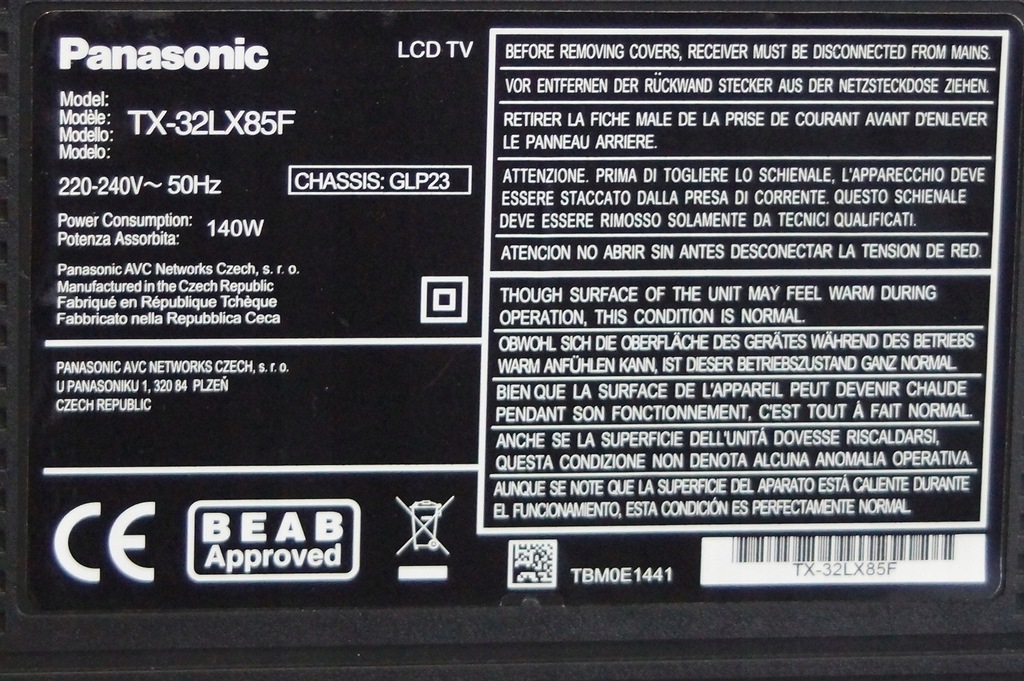 Panasonic
LCD TV
Model:
Modèle:
Modello:
Modelo:
TX-32LX85F
220-240V~ 50Hz
CHASSIS: GLP23
Power Consumption:
Potenza Assorbita:
140W
Panasonic AVC Networks Czech, s. r. o.
Manufactured in the Czech Republic
Fabriqué en République Tchèque
Fabbricato nella Repubblica Ceca
PANASONIC AVC NETWORKS CZECH, s. r. o.
U PANASONIKU 1, 320 84 PLZEŇ
CZECH REPUBLIC
CE
BEAB
Approved
BEFORE REMOVING COVERS, RECEIVER MUST BE DISCONNECTED FROM MAINS.
VOR ENTFERNEN DER RÜCKWAND STECKER AUS DER NETZSTECKDOSE ZIEHEN.
RETIRER LA FICHE MALE DE LA PRISE DE COURANT AVANT D'ENLEVER
LE PANNEAU ARRIERE.
ATTENZIONE. PRIMA DI TOGLIERE LO SCHIENALE, L'APPARECCHIO DEVE
ESSERE STACCATO DALLA PRESA DI CORRENTE. QUESTO SCHIENALE
DEVE ESSERE RIMOSSO SOLAMENTE DA TECNICI QUALIFICATI.
ATENCION NO ABRIR SIN ANTES DESCONECTAR LA TENSION DE RED.
THOUGH SURFACE OF THE UNIT MAY FEEL WARM DURING
OPERATION, THIS CONDITION IS NORMAL.
OBWOHL SICH DIE OBERFLÄCHE DES GERÄTES WÄHREND DES BETRIEBS
WARM ANFÜHLEN KANN, IST DIESER BETRIEBSZUSTAND GANZ NORMAL.
BIEN QUE LA SURFACE DE L'APPAREIL PEUT DEVENIR CHAUDE
PENDANT SON FONCTIONNEMENT, C'EST TOUT Á FAIT NORMAL.
ANCHE SE LA SUPERFICIE DELL'UNITÁ DOVESSE RISCALDARSI,
QUESTA CONDIZIONE NON DENOTA ALCUNA ANOMALIA OPERATIVA.
AUNQUE SE NOTE QUE LA SUPERFICIE DEL APARATO ESTÁ CALIENTE DURANTE
EL FUNCIONAMIENTO, ESTA CONDICIÓN ES PERFECTAMENTE NORMAL.
TBM0E1441
TX-32LX85F